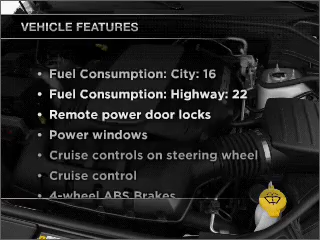 VEHICLE FEATURES
• Fuel Consumption: City: 16
• Fuel Consumption: Highway: 22
• Remote power door locks
• Power windows
• Cruise controls on steering wheel
• Cruise control
• 4-wheel ABS Brakes